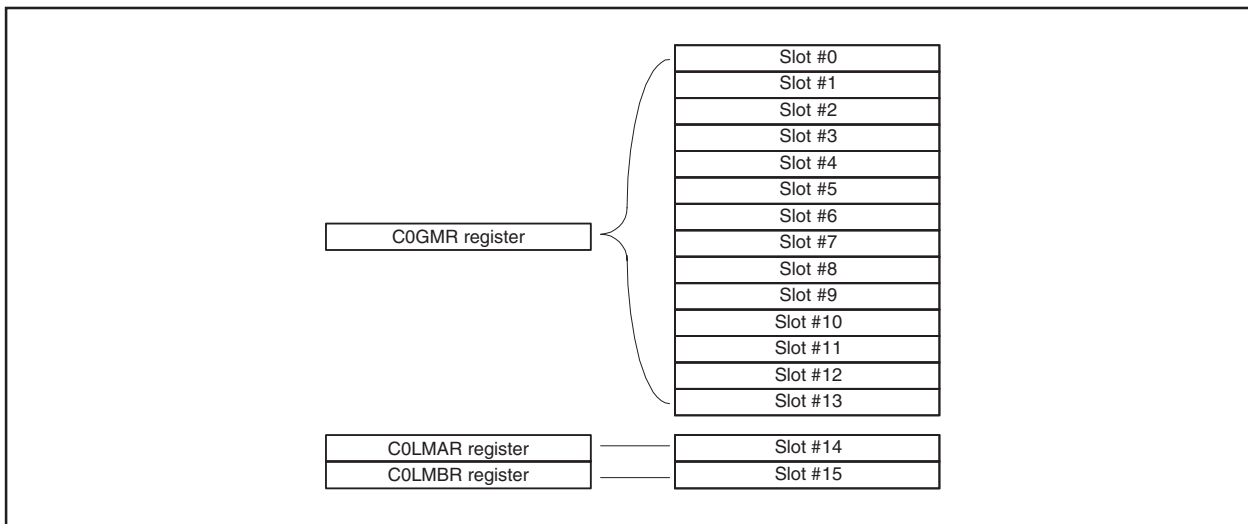 Slot #0
Slot #1
Slot #2
Slot #3
Slot #4
Slot #5
Slot #6
C0GMR register
Slot #7
Slot #8
Slot #9
Slot #10
Slot #11
Slot #12
Slot #13
C0LMAR register
Slot #14
C0LMBR register
Slot #15